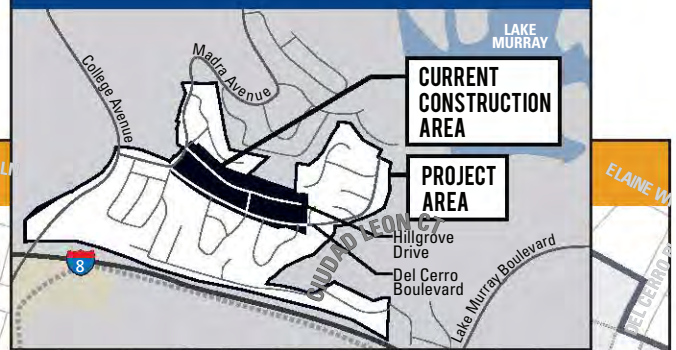 LAKE
MURRAY
College Avenue
Madra Avenue
CURRENT
CONSTRUCTION
AREA
PROJECT
AREA
ELAINE W
CIUDAD LEON CT
Hillgrove
Drive
Del Cerro
Boulevard
8
Lake Murray Boulevard
DEL CERRO